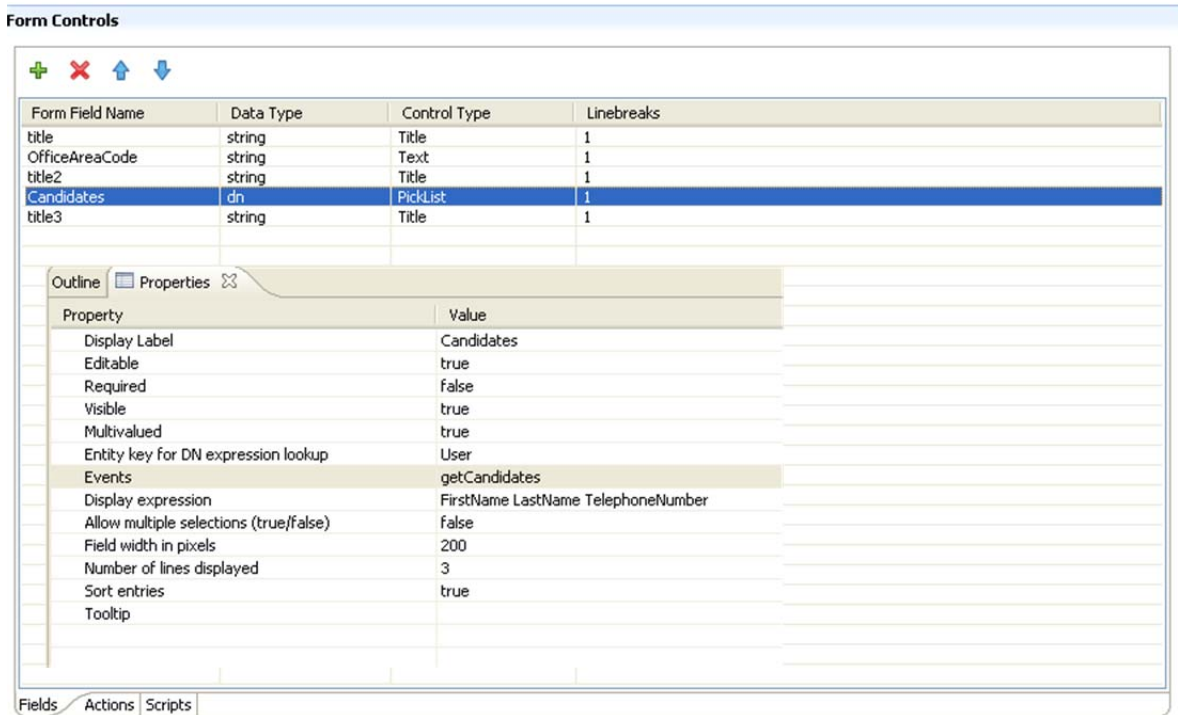 Form Controls
Form Field Name Data Type Control Type Linebreaks
title string Title 1
OfficeAreaCode string Text 1
title2 string Title 1
Candidates dn PickList 1
title3 string Title 1
Outline Properties
Property Value
Display Label Candidates
Editable true
Required false
Visible true
Multivalued true
Entity key for DN expression lookup User
Events getCandidates
Display expression FirstName LastName TelephoneNumber
Allow multiple selections (true/false) false
Field width in pixels 200
Number of lines displayed 3
Sort entries true
Tooltip
Fields Actions Scripts